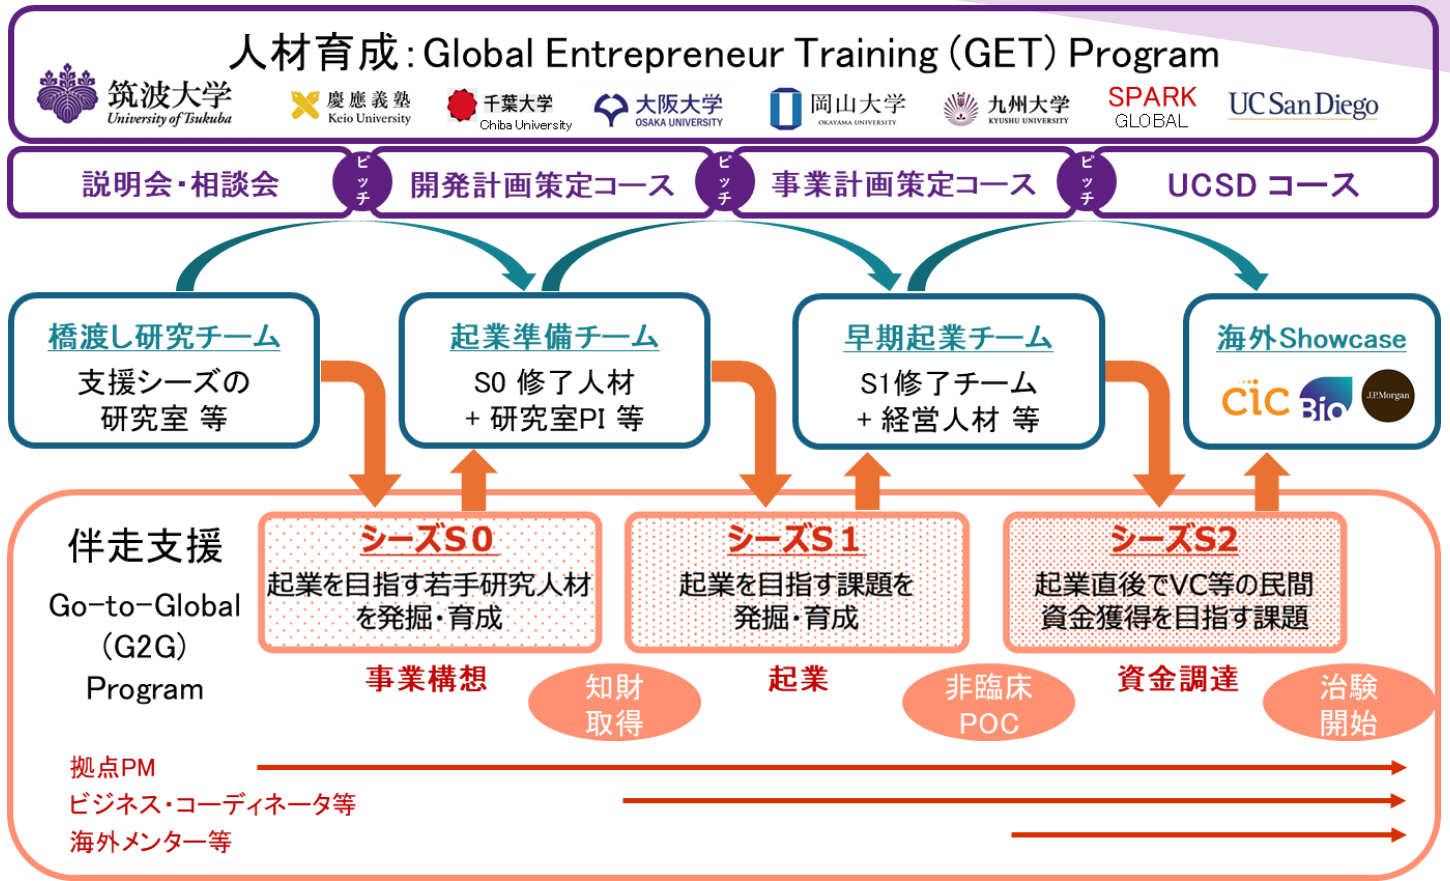 人材育成：Global Entrepreneur Training（GET）Program
筑波大学
University of Tsukuba
慶應義塾
Keio University
千葉大学
Chiba University
大阪大学
OSAKA UNIVERSITY
岡山大学
OKAYAMA UNIVERSITY
九州大学
KYUSHU UNIVERSITY
SPARK
GLOBAL
UC San Diego
説明会・相談会
ピッチ
開発計画策定コース
ピッチ
事業計画策定コース
ピッチ
UCSD コース
橋渡し研究チーム
支援シーズの
研究室 等
起業準備チーム
S0 修了人材
+ 研究室PI 等
早期起業チーム
S1修了チーム
+ 経営人材 等
海外Showcase
cic
Bio
J.P.Morgan
伴走支援
Go-to-Global
(G2G)
Program
シーズS0
起業を目指す若手研究人材
を発掘・育成
事業構想
シーズS1
起業を目指す課題を
発掘・育成
起業
シーズS2
起業直後でVC等の民間
資金獲得を目指す課題
資金調達
知財
取得
非臨床
POC
治験
開始
拠点PM
ビジネス・コーディネータ等
海外メンター等